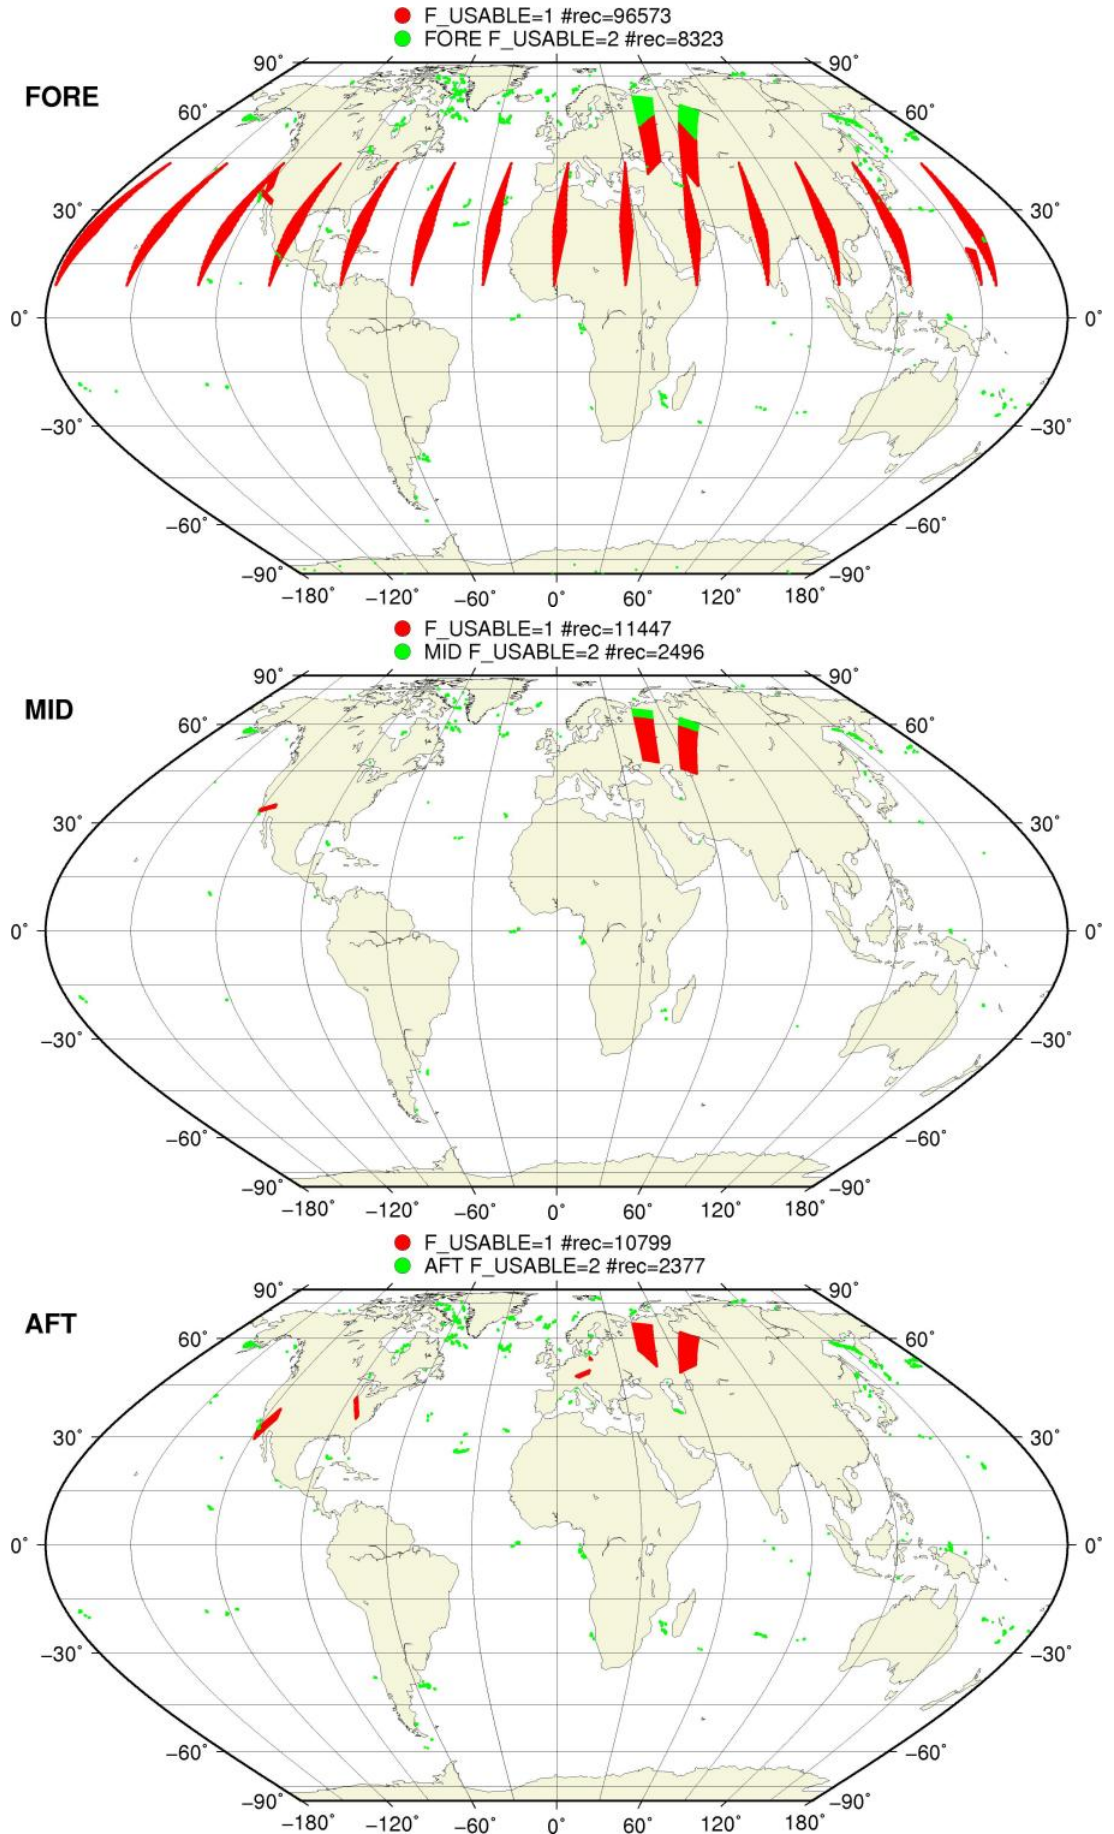 F_USABLE=1 #rec=96573
FORE F_USABLE=2 #rec=8323
FORE
90° 90°
60° 60°
30° 30°
0° 0°
−30° −30°
−60° −60°
−90° −90°
−180° −120° −60° 0° 60° 120° 180°
F_USABLE=1 #rec=11447
MID F_USABLE=2 #rec=2496
MID
90° 90°
60° 60°
30° 30°
0° 0°
−30° −30°
−60° −60°
−90° −90°
−180° −120° −60° 0° 60° 120° 180°
F_USABLE=1 #rec=10799
AFT F_USABLE=2 #rec=2377
AFT
90° 90°
60° 60°
30° 30°
0° 0°
−30° −30°
−60° −60°
−90° −90°
−180° −120° −60° 0° 60° 120° 180°